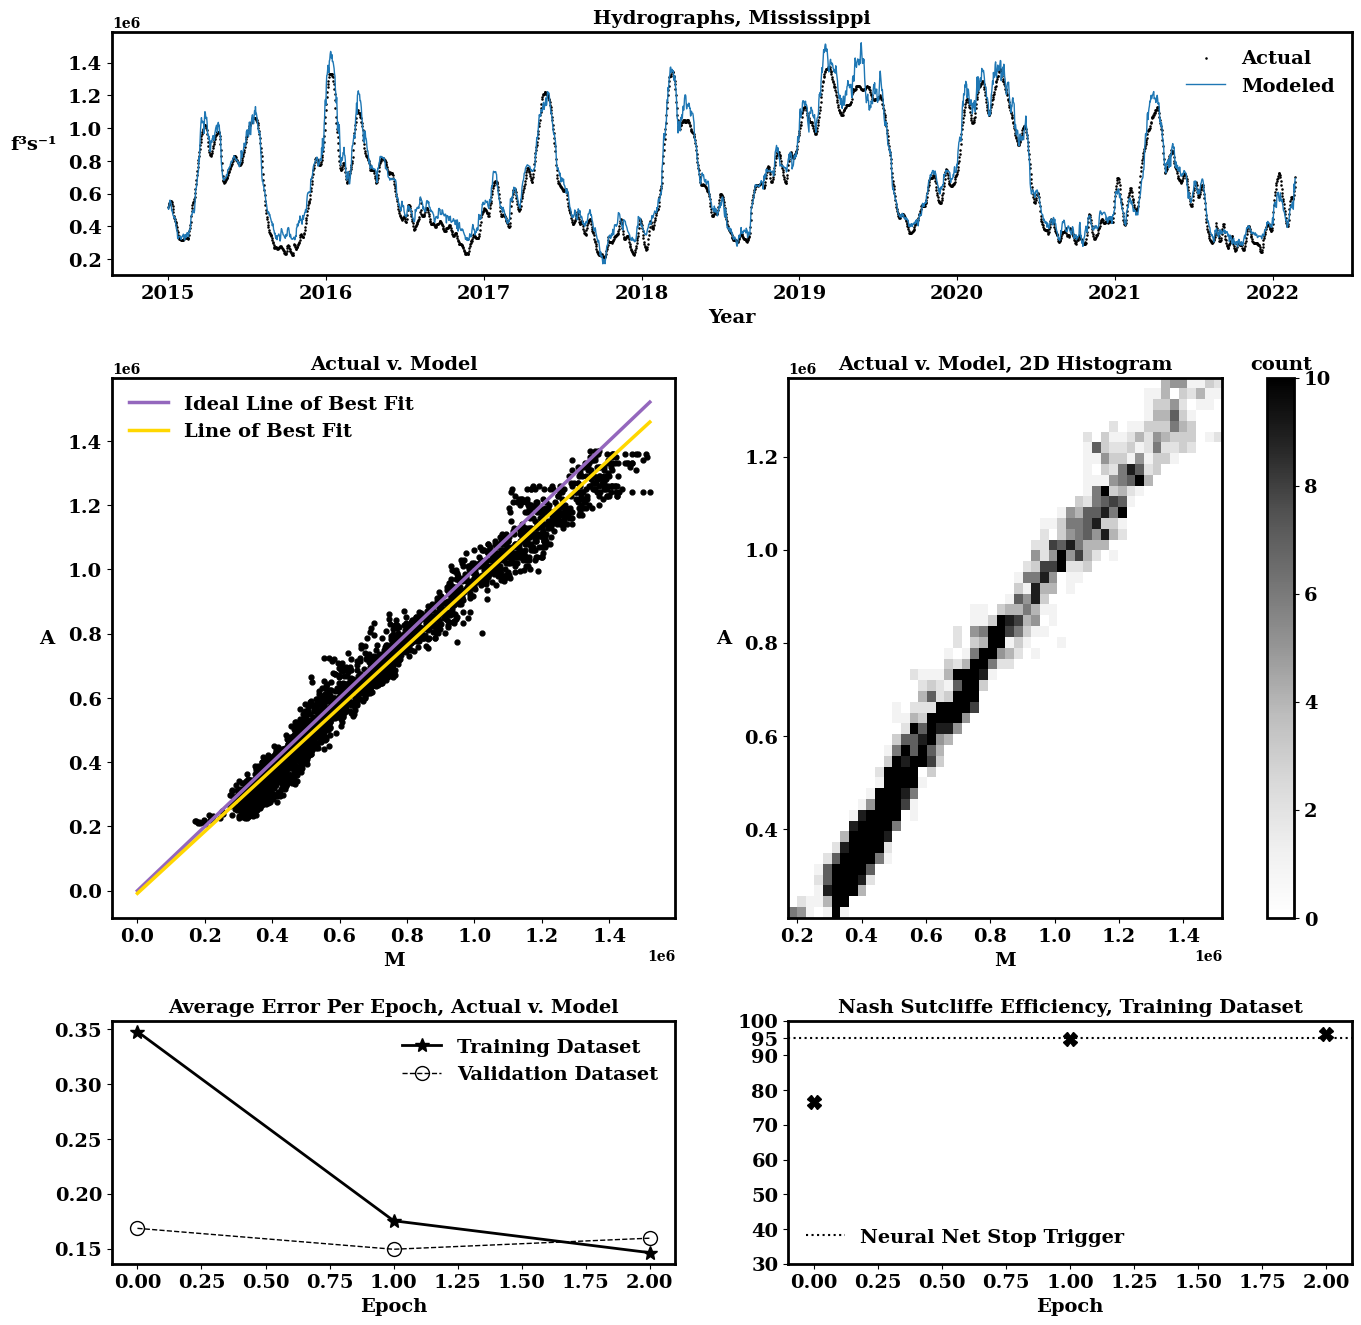 Hydrographs, Mississippi
1e6
1.4
1.2
1.0
0.8
0.6
0.4
0.2
f³s⁻¹
Actual
Modeled
2015 2016 2017 2018 2019 2020 2021 2022
Year
Actual v. Model
1e6
Ideal Line of Best Fit
Line of Best Fit
1.4
1.2
1.0
0.8
0.6
0.4
0.2
0.0
A
0.0 0.2 0.4 0.6 0.8 1.0 1.2 1.4
M
1e6
Actual v. Model, 2D Histogram
1e6
1.2
1.0
0.8
0.6
0.4
A
0.2 0.4 0.6 0.8 1.0 1.2 1.4
M
1e6
count
10
8
6
4
2
0
Average Error Per Epoch, Actual v. Model
0.35
0.30
0.25
0.20
0.15
Training Dataset
Validation Dataset
0.00 0.25 0.50 0.75 1.00 1.25 1.50 1.75 2.00
Epoch
Nash Sutcliffe Efficiency, Training Dataset
100
95
90
80
70
60
50
40
30
Neural Net Stop Trigger
0.00 0.25 0.50 0.75 1.00 1.25 1.50 1.75 2.00
Epoch